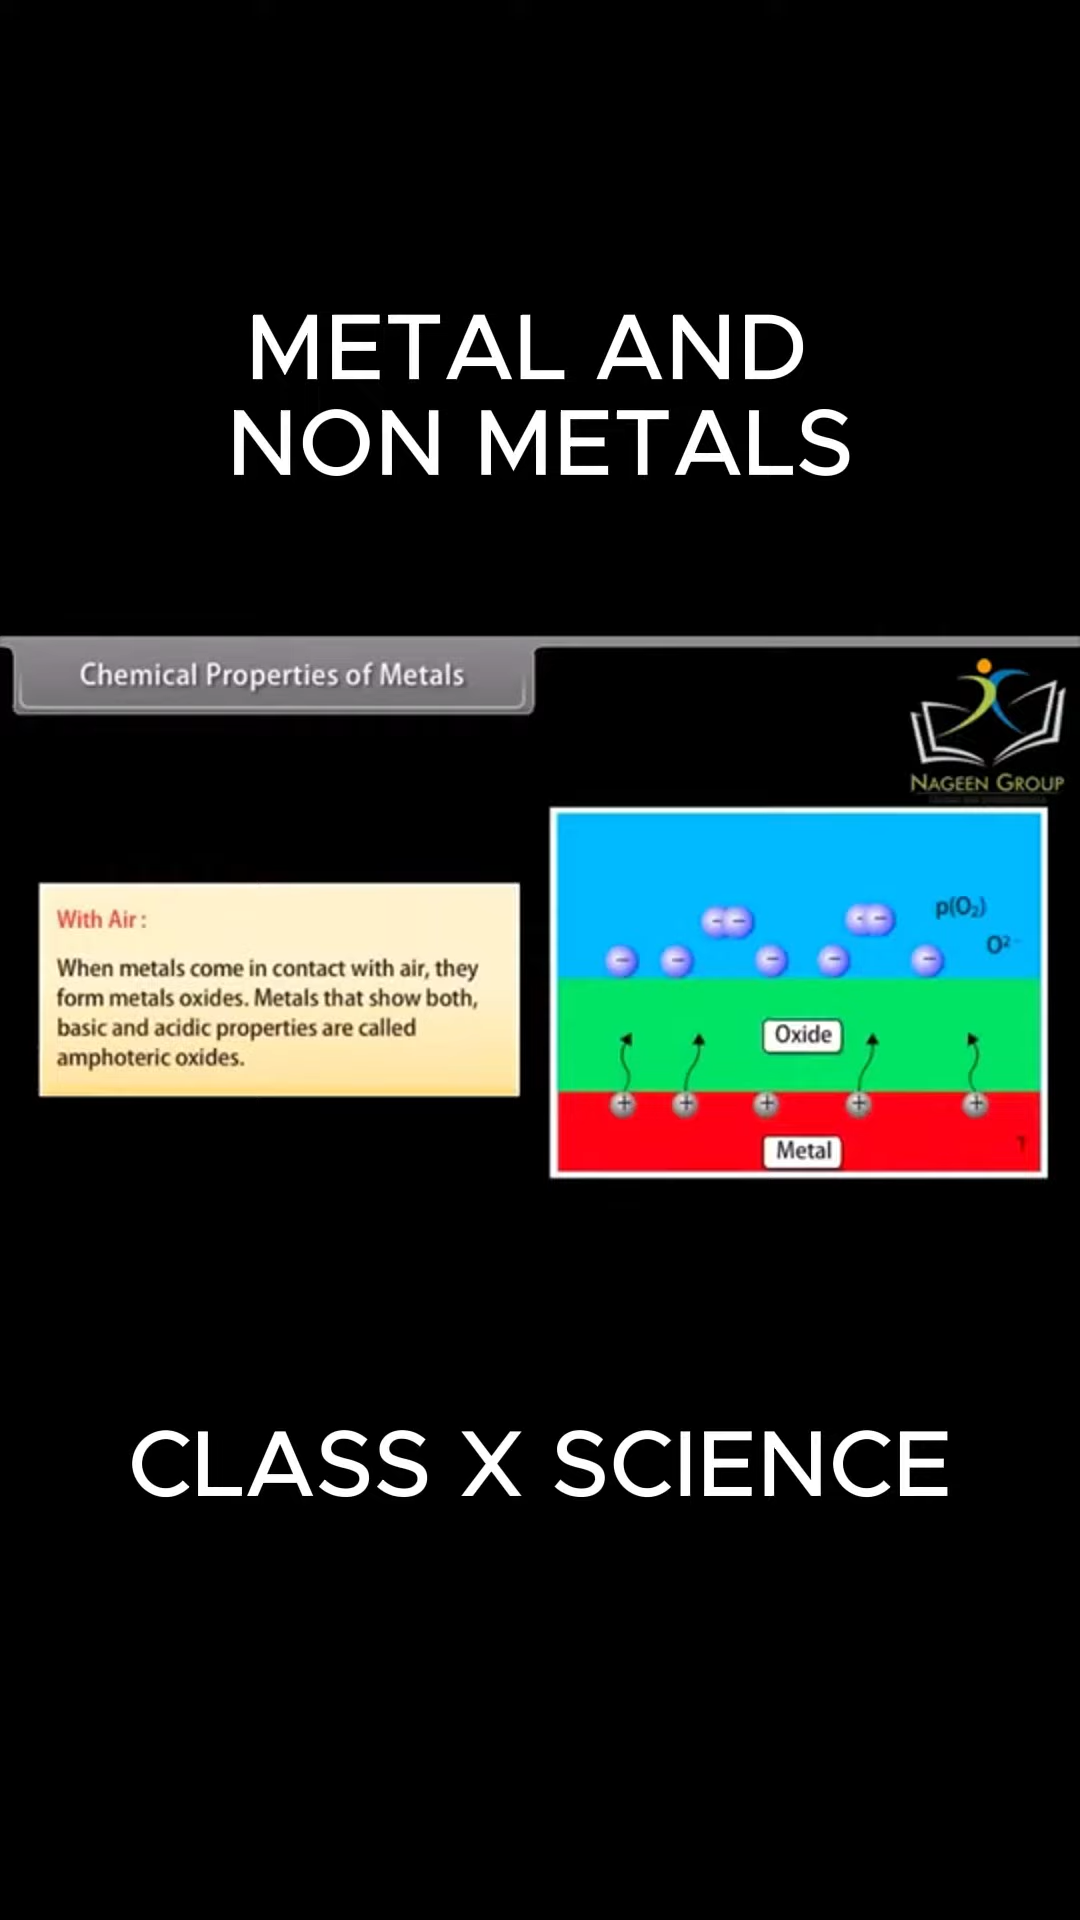 METAL AND
NON METALS
Chemical Properties of Metals
NAGEEN GROUP
With Air :
When metals come in contact with air, they
form metals oxides. Metals that show both,
basic and acidic properties are called
amphoteric oxides.
p(O₂)
O²⁻
Oxide
Metal
CLASS X SCIENCE